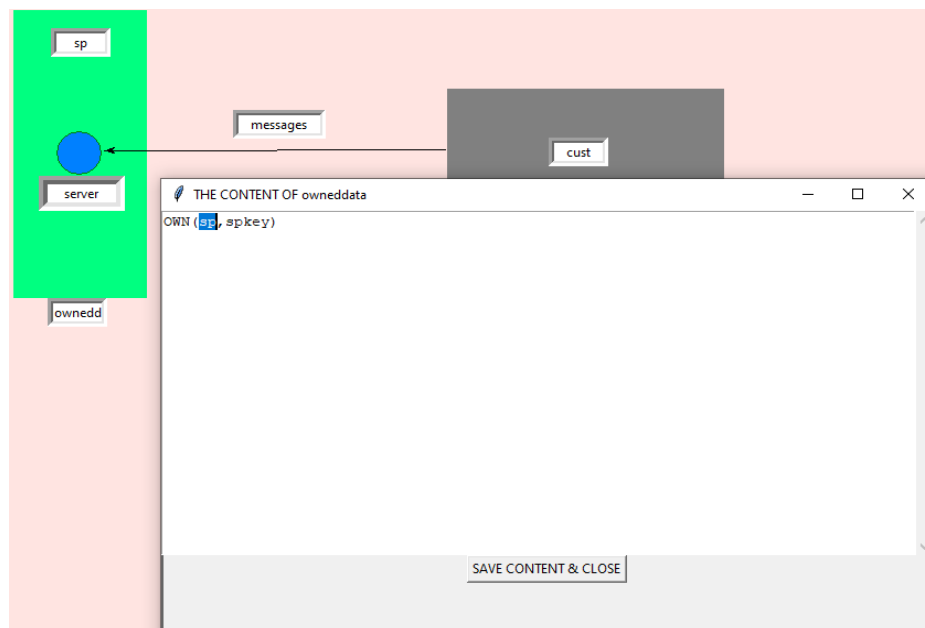 sp
messages
cust
server
THE CONTENT OF owneddata
OWN(sp,spkey)
ownedd
SAVE CONTENT & CLOSE